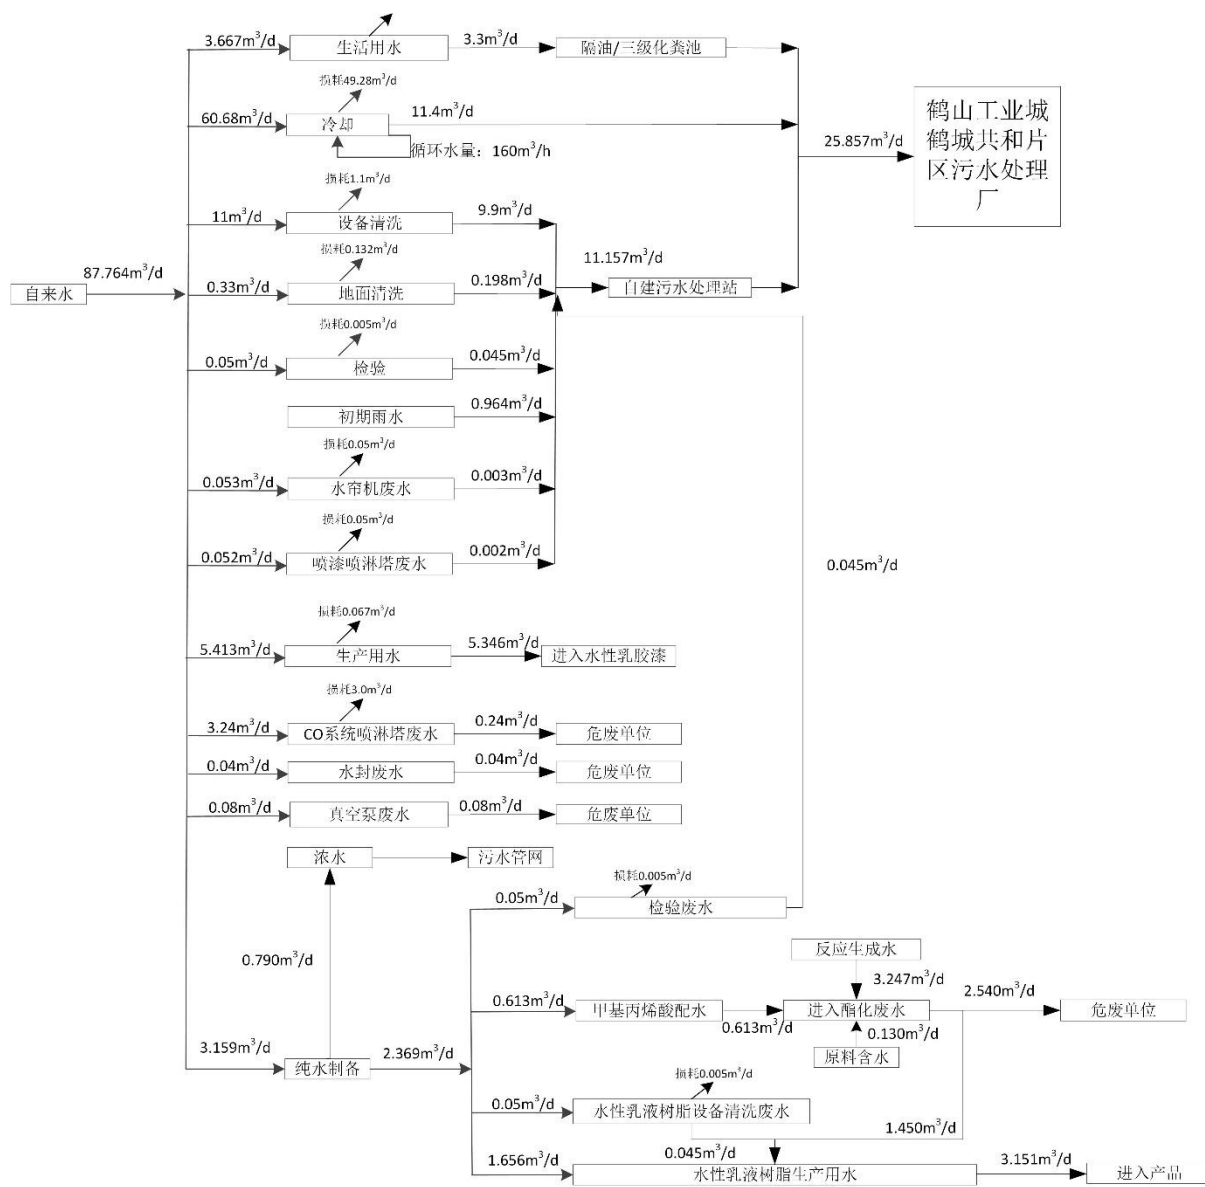 3.667m³/d
生活用水
3.3m³/d
隔油/三级化粪池
损耗49.28m³/d
60.68m³/d
冷却
11.4m³/d
循环水量：160m³/h
25.857m³/d
鹤山工业城
鹤城共和片
区污水处理
厂
损耗1.1m³/d
11m³/d
设备清洗
9.9m³/d
自来水
87.764m³/d
损耗0.132m³/d
0.33m³/d
地面清洗
0.198m³/d
11.157m³/d
自建污水处理站
损耗0.005m³/d
0.05m³/d
检验
0.045m³/d
初期雨水
0.964m³/d
损耗0.05m³/d
0.053m³/d
水帘机废水
0.003m³/d
损耗0.05m³/d
0.052m³/d
喷漆喷淋塔废水
0.002m³/d
0.045m³/d
损耗0.067m³/d
5.413m³/d
生产用水
5.346m³/d
进入水性乳胶漆
损耗3.0m³/d
3.24m³/d
CO系统喷淋塔废水
0.24m³/d
危废单位
0.04m³/d
水封废水
0.04m³/d
危废单位
0.08m³/d
真空泵废水
0.08m³/d
危废单位
浓水
污水管网
0.790m³/d
3.159m³/d
纯水制备
2.369m³/d
损耗0.005m³/d
0.05m³/d
检验废水
反应生成水
3.247m³/d
0.613m³/d
甲基丙烯酸配水
0.613m³/d
进入酯化废水
2.540m³/d
危废单位
0.130m³/d
原料含水
损耗0.005m³/d
0.05m³/d
水性乳液树脂设备清洗废水
1.450m³/d
0.045m³/d
1.656m³/d
水性乳液树脂生产用水
3.151m³/d
进入产品